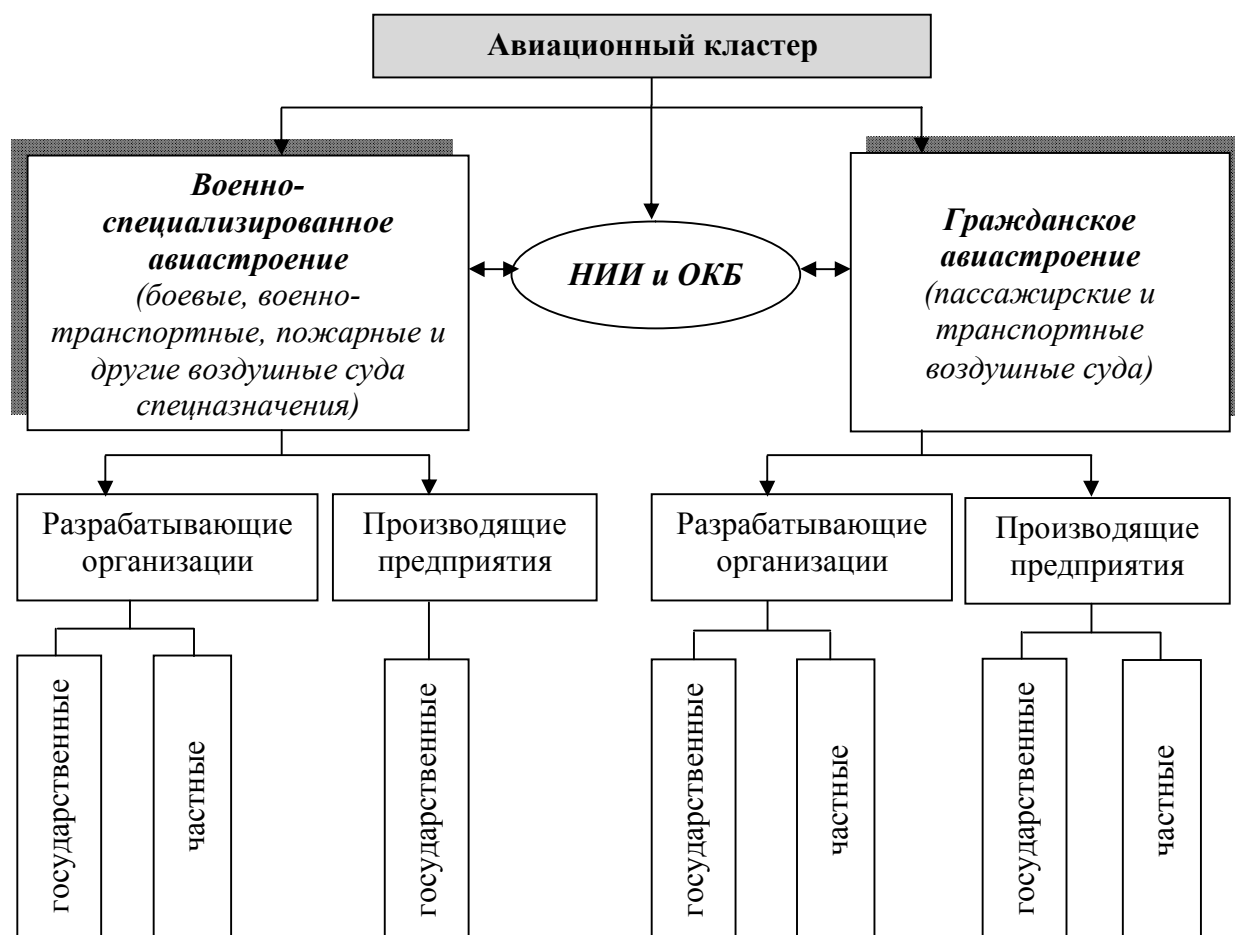 Авиационный кластер
Военно-
специализированное
авиастроение
(боевые, военно-
транспортные, пожарные и
другие воздушные суда
спецназначения)
НИИ и ОКБ
Гражданское
авиастроение
(пассажирские и
транспортные
воздушные суда)
Разрабатывающие
организации
Производящие
предприятия
Разрабатывающие
организации
Производящие
предприятия
государственные
частные
государственные
государственные
частные
государственные
частные